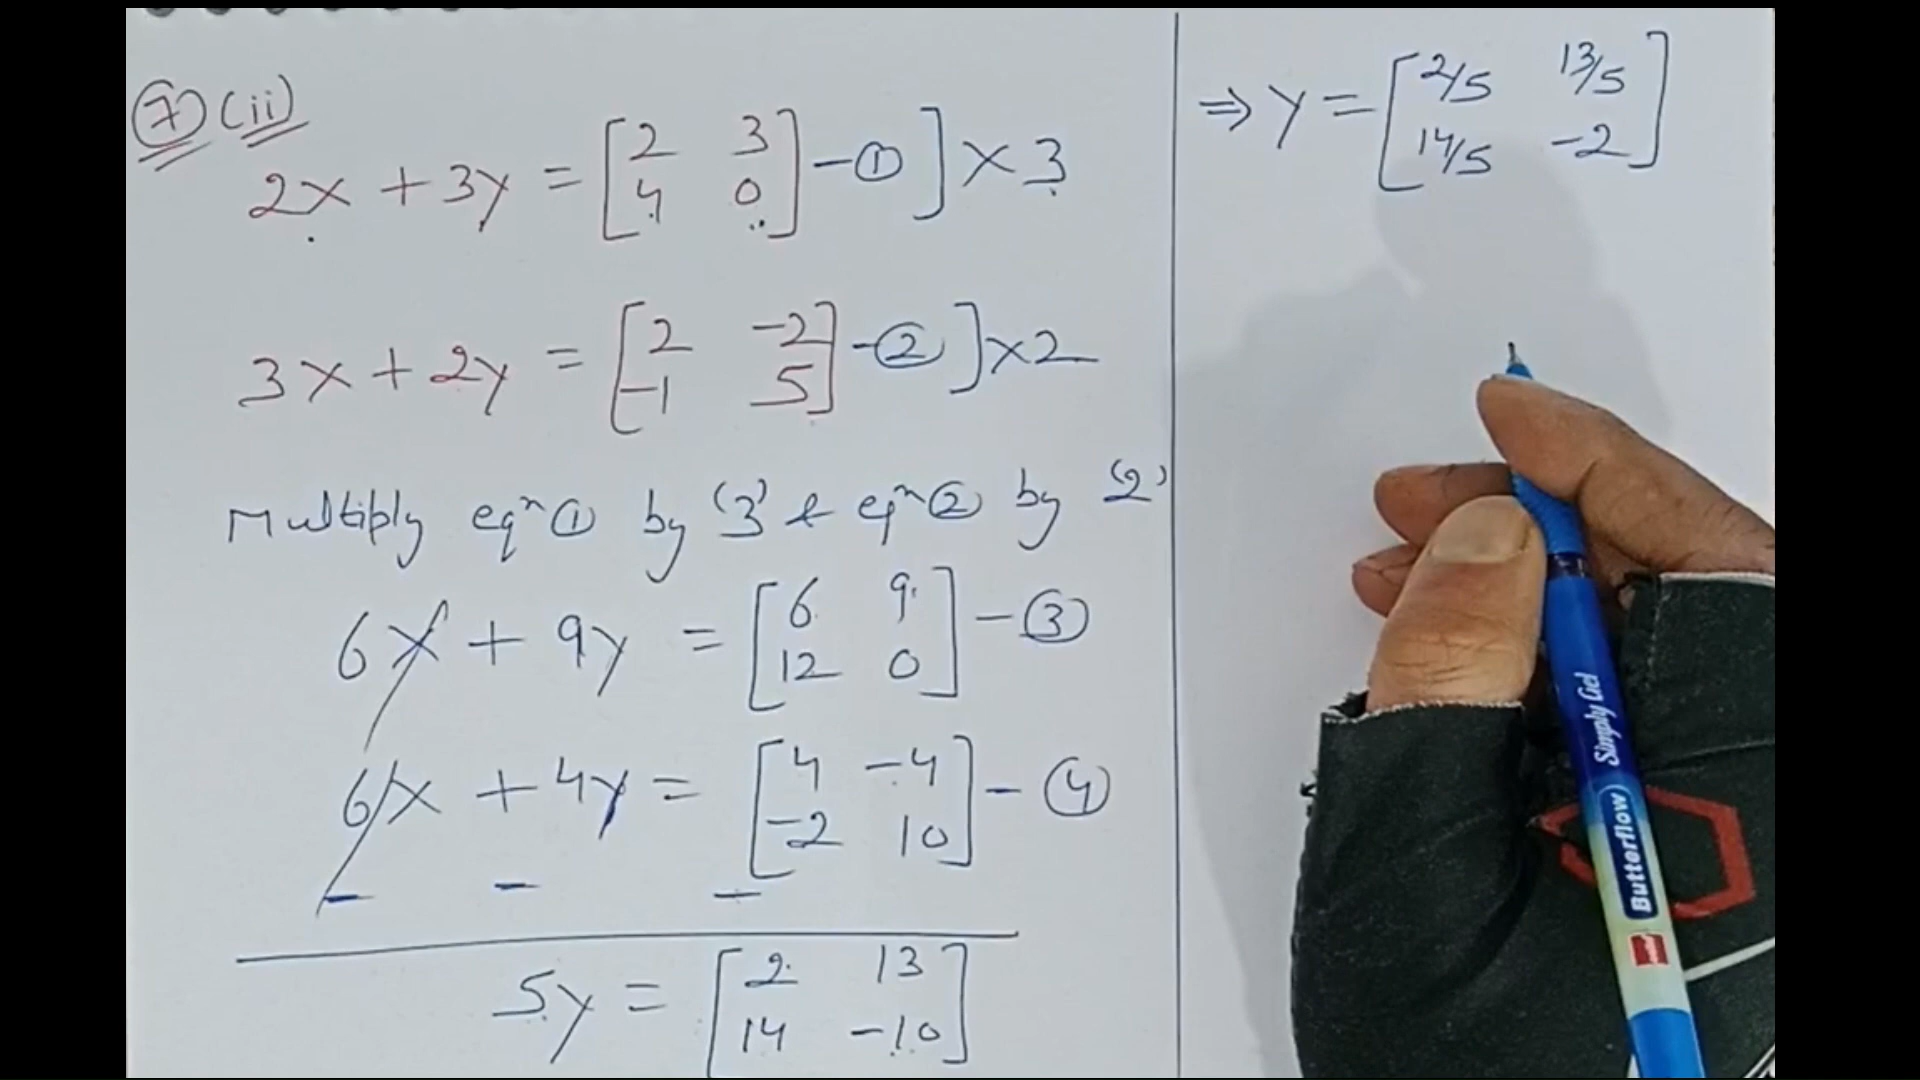 7 (ii)
2x + 3y = [2 3
4 0] - ① ] × 3
3x + 2y = [2 -2
-1 5] - ② ] × 2
Multiply eqⁿ ① by '3' & eqⁿ ② by '2'
6x + 9y = [6 9
12 0] - ③
6x + 4y = [4 -4
-2 10] - ④
- - -
5y = [2 13
14 -10]
⇒ y = [2/5 13/5
14/5 -2]
Simply Gel
Butterflow